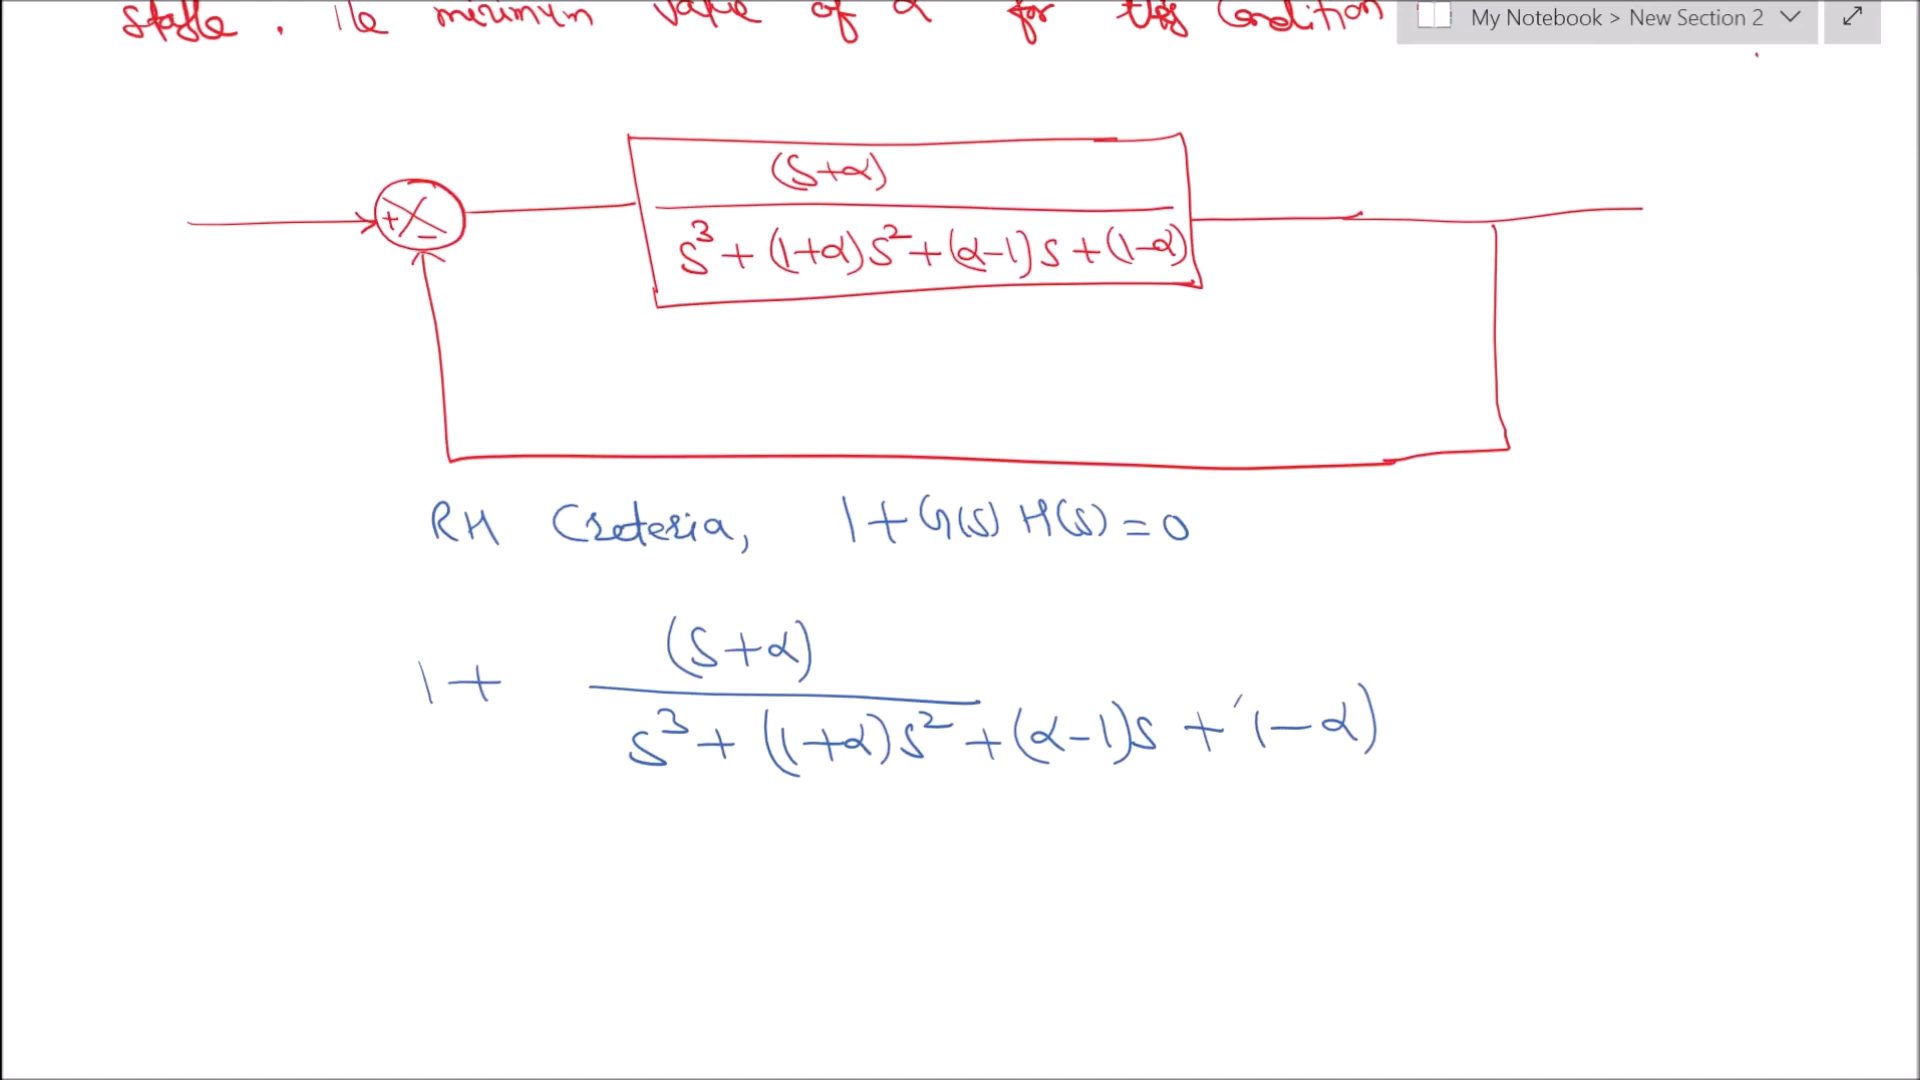 stable. The minimum value of α for this condition
My Notebook > New Section 2
(S+α)
S³ + (1+α)S² + (α-1)S + (1-α)
+
-
RH Creteria, 1+G(s) H(s) = 0
1 + (S+α)
S³ + (1+α)S² + (α-1)S + (1-α)